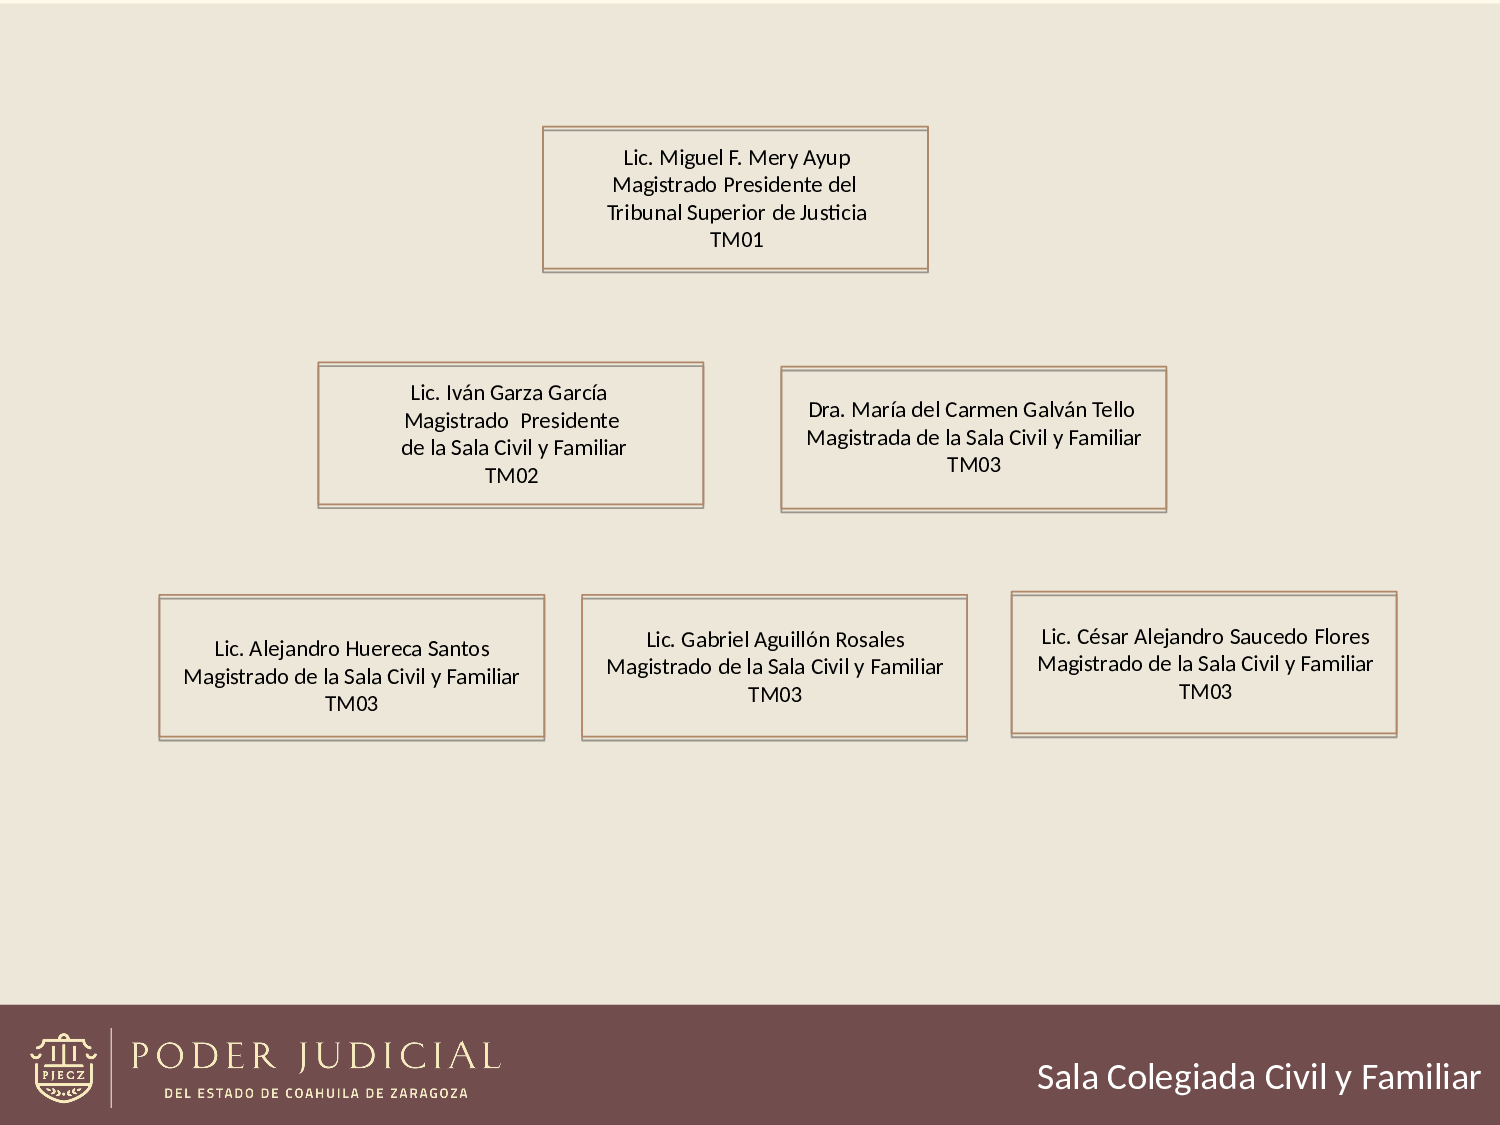 Lic. Miguel F. Mery Ayup
Magistrado Presidente del
Tribunal Superior de Justicia
TM01
Lic. Iván Garza García
Magistrado  Presidente
de la Sala Civil y Familiar
TM02
Dra. María del Carmen Galván Tello
Magistrada de la Sala Civil y Familiar
TM03
Lic. Alejandro Huereca Santos
Magistrado de la Sala Civil y Familiar
TM03
Lic. Gabriel Aguillón Rosales
Magistrado de la Sala Civil y Familiar
TM03
Lic. César Alejandro Saucedo Flores
Magistrado de la Sala Civil y Familiar
TM03
PJECZ
PODER JUDICIAL
DEL ESTADO DE COAHUILA DE ZARAGOZA
Sala Colegiada Civil y Familiar